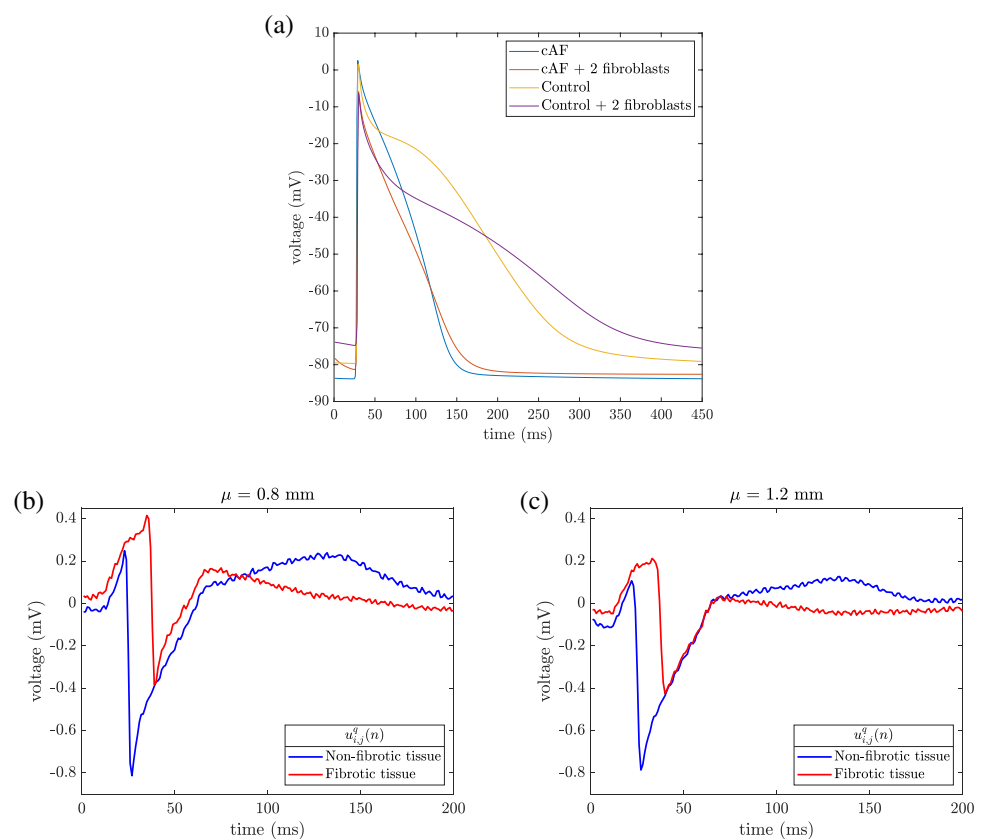 (a)
10
0
-10
-20
-30
-40
-50
-60
-70
-80
-90
voltage (mV)
cAF
cAF + 2 fibroblasts
Control
Control + 2 fibroblasts
0 50 100 150 200 250 300 350 400 450
time (ms)
(b)
μ = 0.8 mm
0.4
0.2
0
-0.2
-0.4
-0.6
-0.8
voltage (mV)
u^q_{i,j}(n)
Non-fibrotic tissue
Fibrotic tissue
0 50 100 150 200
time (ms)
(c)
μ = 1.2 mm
0.4
0.2
0
-0.2
-0.4
-0.6
-0.8
voltage (mV)
u^q_{i,j}(n)
Non-fibrotic tissue
Fibrotic tissue
0 50 100 150 200
time (ms)